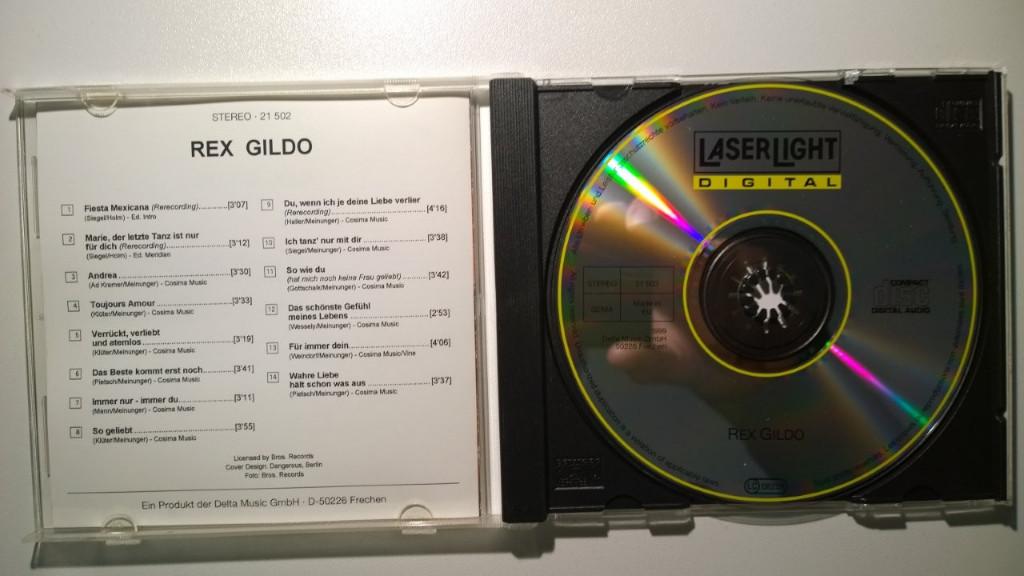 STEREO · 21 502
REX GILDO
1 Fiesta Mexicana (Rerecording) [3'07]
(Siegel/Holm) - Ed. Intro
2 Marie, der letzte Tanz ist nur
für dich (Rerecording) [3'12]
(Siegel/Holm) - Ed. Meridian
3 Andrea [3'30]
(Ad Kremer/Meinunger) - Cosima Music
4 Toujours Amour [3'33]
(Klüter/Meinunger) - Cosima Music
5 Verrückt, verliebt
und atemlos [3'19]
(Klüter/Meinunger) - Cosima Music
6 Das Beste kommt erst noch [3'41]
(Pietsch/Meinunger) - Cosima Music
7 Immer nur - immer du [3'11]
(Mann/Meinunger) - Cosima Music
8 So geliebt [3'55]
(Klüter/Meinunger) - Cosima Music
9 Du, wenn ich je deine Liebe verlier
(Rerecording) [4'16]
(Heller/Meinunger) - Cosima Music
10 Ich tanz' nur mit dir [3'38]
(Siegel/Meinunger) - Cosima Music
11 So wie du
(hat mich noch keine Frau geliebt) [3'42]
(Gottschalk/Meinunger) - Cosima Music
12 Das schönste Gefühl
meines Lebens [2'53]
(Wessely/Meinunger) - Cosima Music
13 Für immer dein [4'06]
(Weindorf/Meinunger) - Cosima Music/Vine
14 Wahre Liebe
hält schon was aus [3'37]
(Pietsch/Meinunger) - Cosima Music
Licensed by Bros. Records
Cover Design: Dangerous, Berlin
Foto: Bros. Records
Ein Produkt der Delta Music GmbH · D-50226 Frechen
LASERLIGHT
DIGITAL
STEREO 21 502
GEMA Made in
Delta Music GmbH
50226 Frechen
COMPACT
disc
DIGITAL AUDIO
REX GILDO